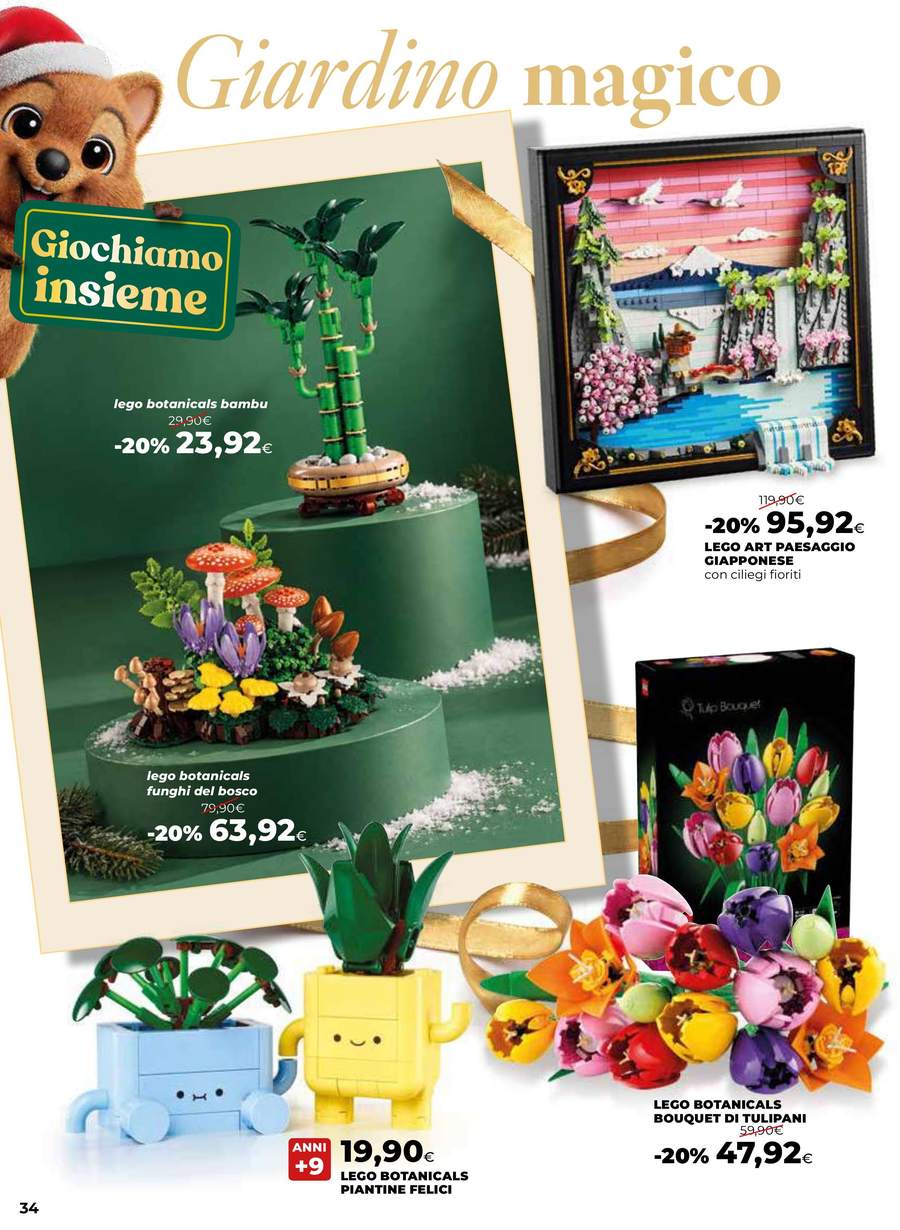 Giardino magico
Giochiamo
insieme
lego botanicals bambu
29,90€
-20% 23,92€
119,90€
-20% 95,92€
LEGO ART PAESAGGIO
GIAPPONESE
con ciliegi fioriti
Tulip Bouquet
lego botanicals
funghi del bosco
79,90€
-20% 63,92€
LEGO BOTANICALS
BOUQUET DI TULIPANI
59,90€
-20% 47,92€
ANNI
+9
19,90€
LEGO BOTANICALS
PIANTINE FELICI
34